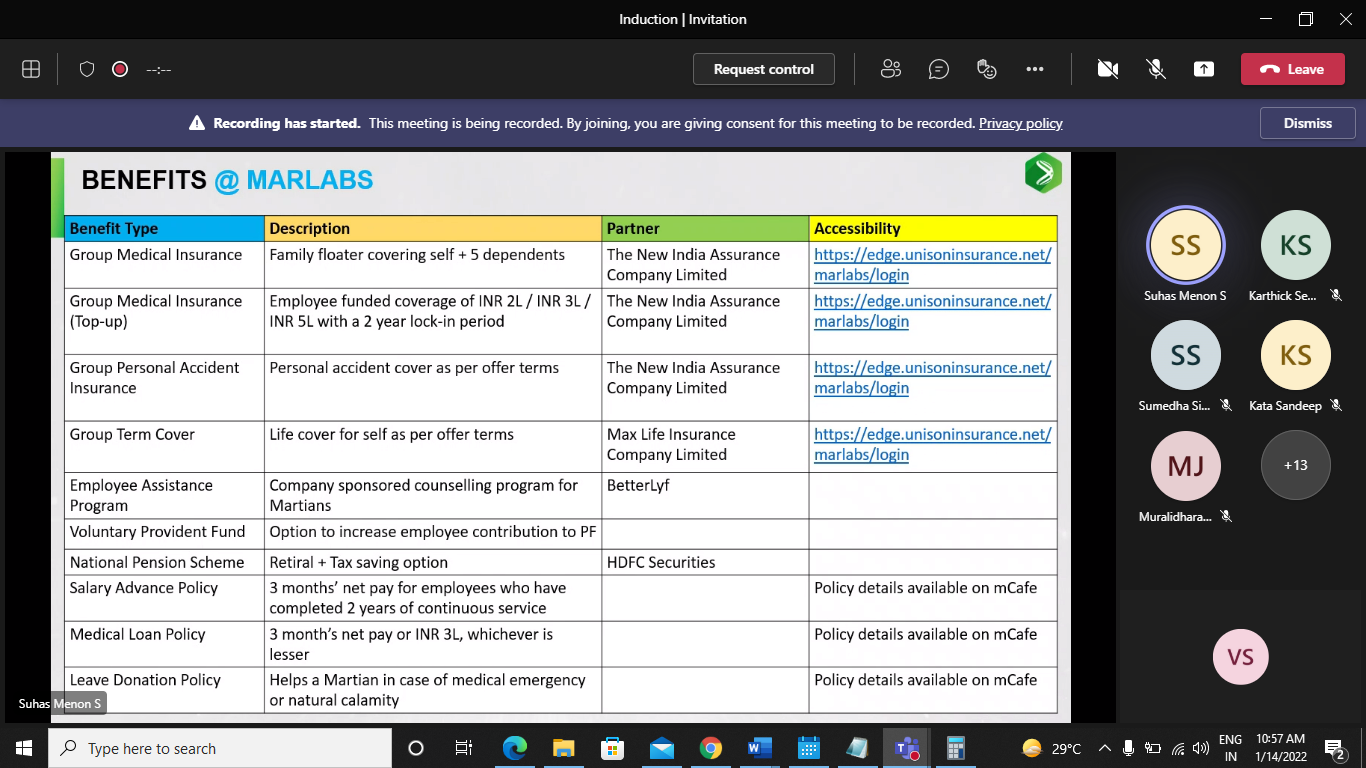 Induction | Invitation
--:--
Request control
Leave
Recording has started. This meeting is being recorded. By joining, you are giving consent for this meeting to be recorded. Privacy policy
Dismiss
BENEFITS @ MARLABS
Benefit Type Description Partner Accessibility
Group Medical Insurance Family floater covering self + 5 dependents The New India Assurance https://edge.unisoninsurance.net/
Company Limited marlabs/login
Group Medical Insurance Employee funded coverage of INR 2L / INR 3L / The New India Assurance https://edge.unisoninsurance.net/
(Top-up) INR 5L with a 2 year lock-in period Company Limited marlabs/login
Group Personal Accident Personal accident cover as per offer terms The New India Assurance https://edge.unisoninsurance.net/
Insurance Company Limited marlabs/login
Group Term Cover Life cover for self as per offer terms Max Life Insurance https://edge.unisoninsurance.net/
Company Limited marlabs/login
Employee Assistance Company sponsored counselling program for BetterLyf
Program Martians
Voluntary Provident Fund Option to increase employee contribution to PF
National Pension Scheme Retiral + Tax saving option HDFC Securities
Salary Advance Policy 3 months' net pay for employees who have Policy details available on mCafe
completed 2 years of continuous service
Medical Loan Policy 3 month's net pay or INR 3L, whichever is Policy details available on mCafe
lesser
Leave Donation Policy Helps a Martian in case of medical emergency Policy details available on mCafe
or natural calamity
Suhas Menon S
SS KS
Suhas Menon S Karthick Se...
SS KS
Sumedha Si... Kata Sandeep
MJ +13
Muralidhara...
VS
Type here to search
29°C
ENG
IN
10:57 AM
1/14/2022
2